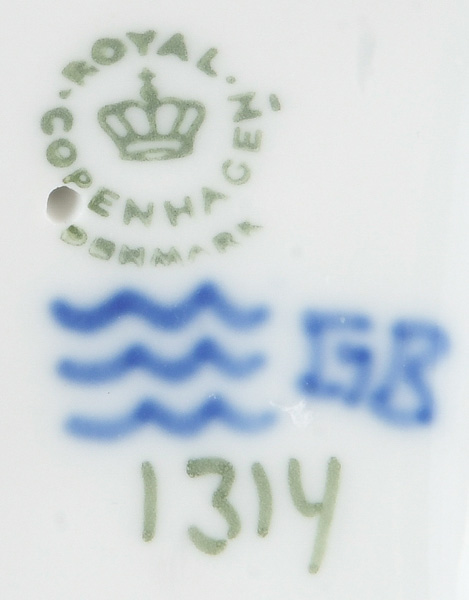 ROYAL
COPENHAGEN
DENMARK
GB
1314